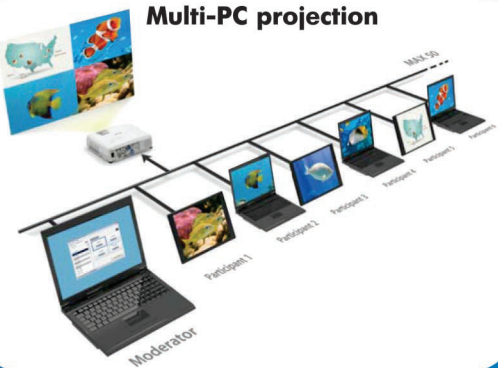 Multi-PC projection
MAX 50
Participant 6
Participant 5
Participant 4
Participant 3
Participant 2
Participant 1
Moderator